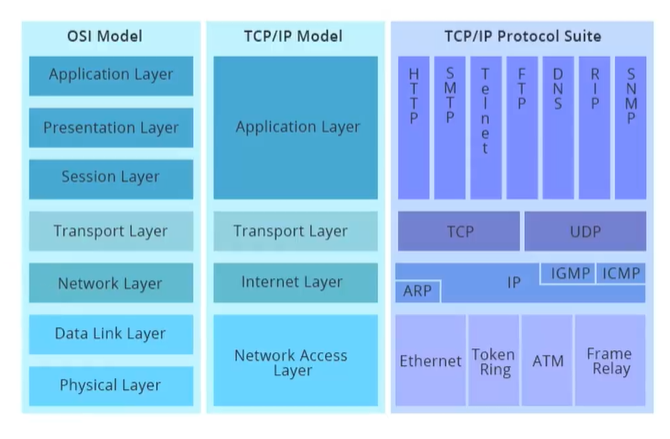 OSI Model
Application Layer
Presentation Layer
Session Layer
Transport Layer
Network Layer
Data Link Layer
Physical Layer
TCP/IP Model
Application Layer
Transport Layer
Internet Layer
Network Access
Layer
TCP/IP Protocol Suite
HTTP
SMTP
Telnet
FTP
DNS
RIP
SNMP
TCP
UDP
ARP
IP
IGMP
ICMP
Ethernet
Token
Ring
ATM
Frame
Relay